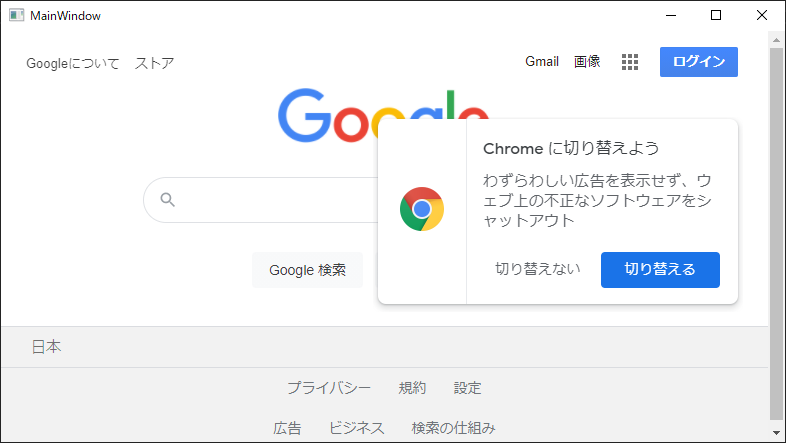 MainWindow
Googleについて ストア Gmail 画像 ログイン
Google
Chrome に切り替えよう
わずらわしい広告を表示せず、ウ
ェブ上の不正なソフトウェアをシ
ャットアウト
切り替えない 切り替える
Google 検索
日本
プライバシー 規約 設定
広告 ビジネス 検索の仕組み